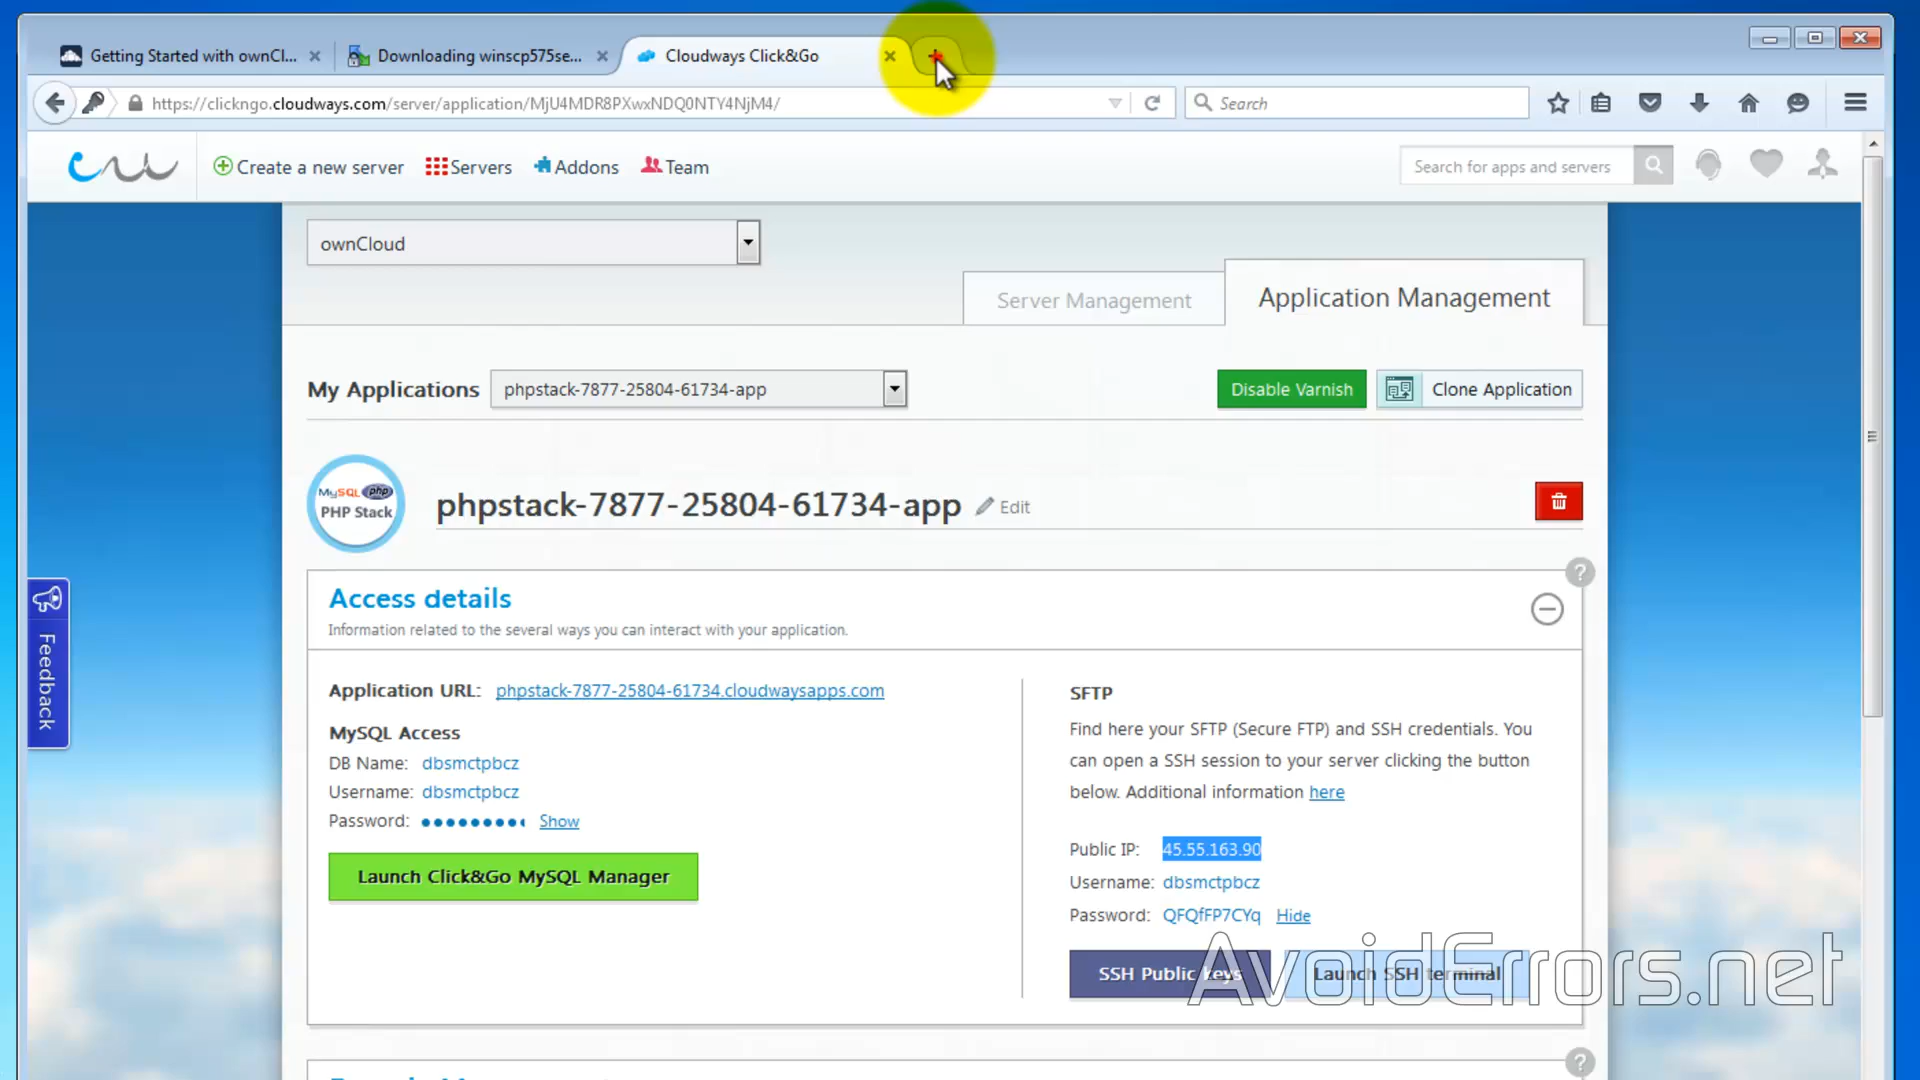 Getting Started with ownCl...
Downloading winscp575se...
Cloudways Click&Go
https://clickngo.cloudways.com/server/application/MjU4MDR8PXwxNDQ0NTY4NjM4/
Search
Create a new server
Servers
Addons
Team
Search for apps and servers
ownCloud
Server Management
Application Management
My Applications
phpstack-7877-25804-61734-app
Disable Varnish
Clone Application
MySQL php
PHP Stack
phpstack-7877-25804-61734-app
Edit
?
Access details
Information related to the several ways you can interact with your application.
Feedback
Application URL: phpstack-7877-25804-61734.cloudwaysapps.com
MySQL Access
DB Name: dbsmctpbcz
Username: dbsmctpbcz
Password: Show
Launch Click&Go MySQL Manager
SFTP
Find here your SFTP (Secure FTP) and SSH credentials. You
can open a SSH session to your server clicking the button
below. Additional information here
Public IP: 45.55.163.90
Username: dbsmctpbcz
Password: QFQfFP7CYq Hide
SSH Public keys
Launch SSH terminal
AvoidErrors.net
?